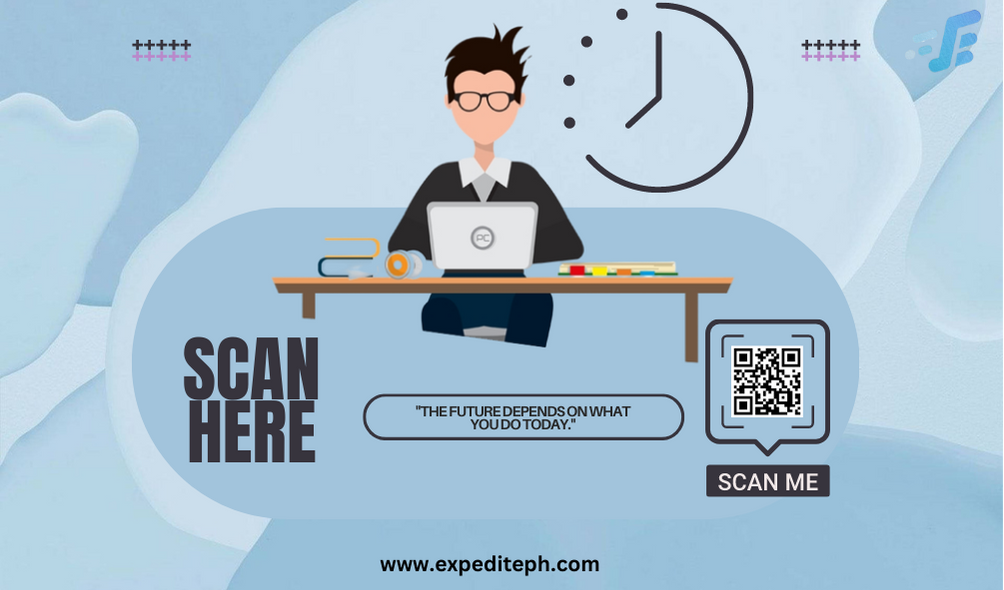 PC
SCAN
HERE
"THE FUTURE DEPENDS ON WHAT
YOU DO TODAY."
SCAN ME
www.expediteph.com